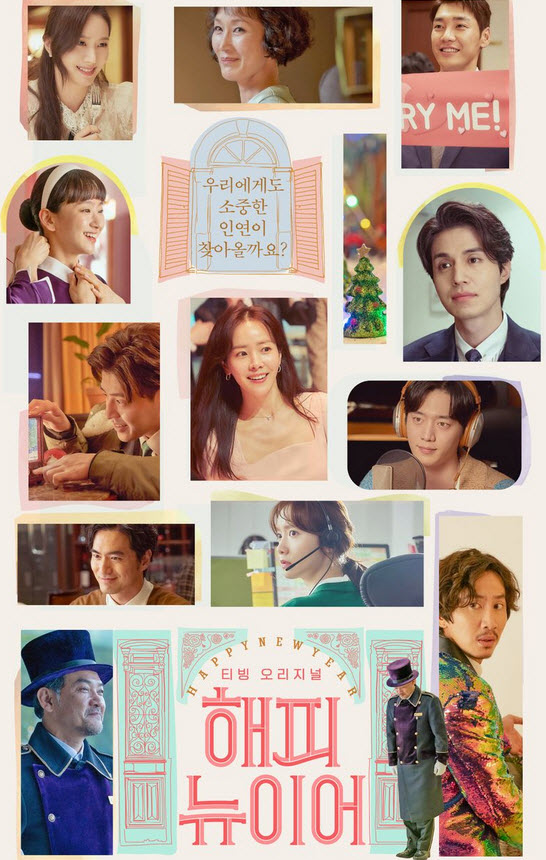 RY ME!
우리에게도
소중한
인연이
찾아올까요?
HAPPY NEW YEAR
티빙 오리지널
해피
뉴이어